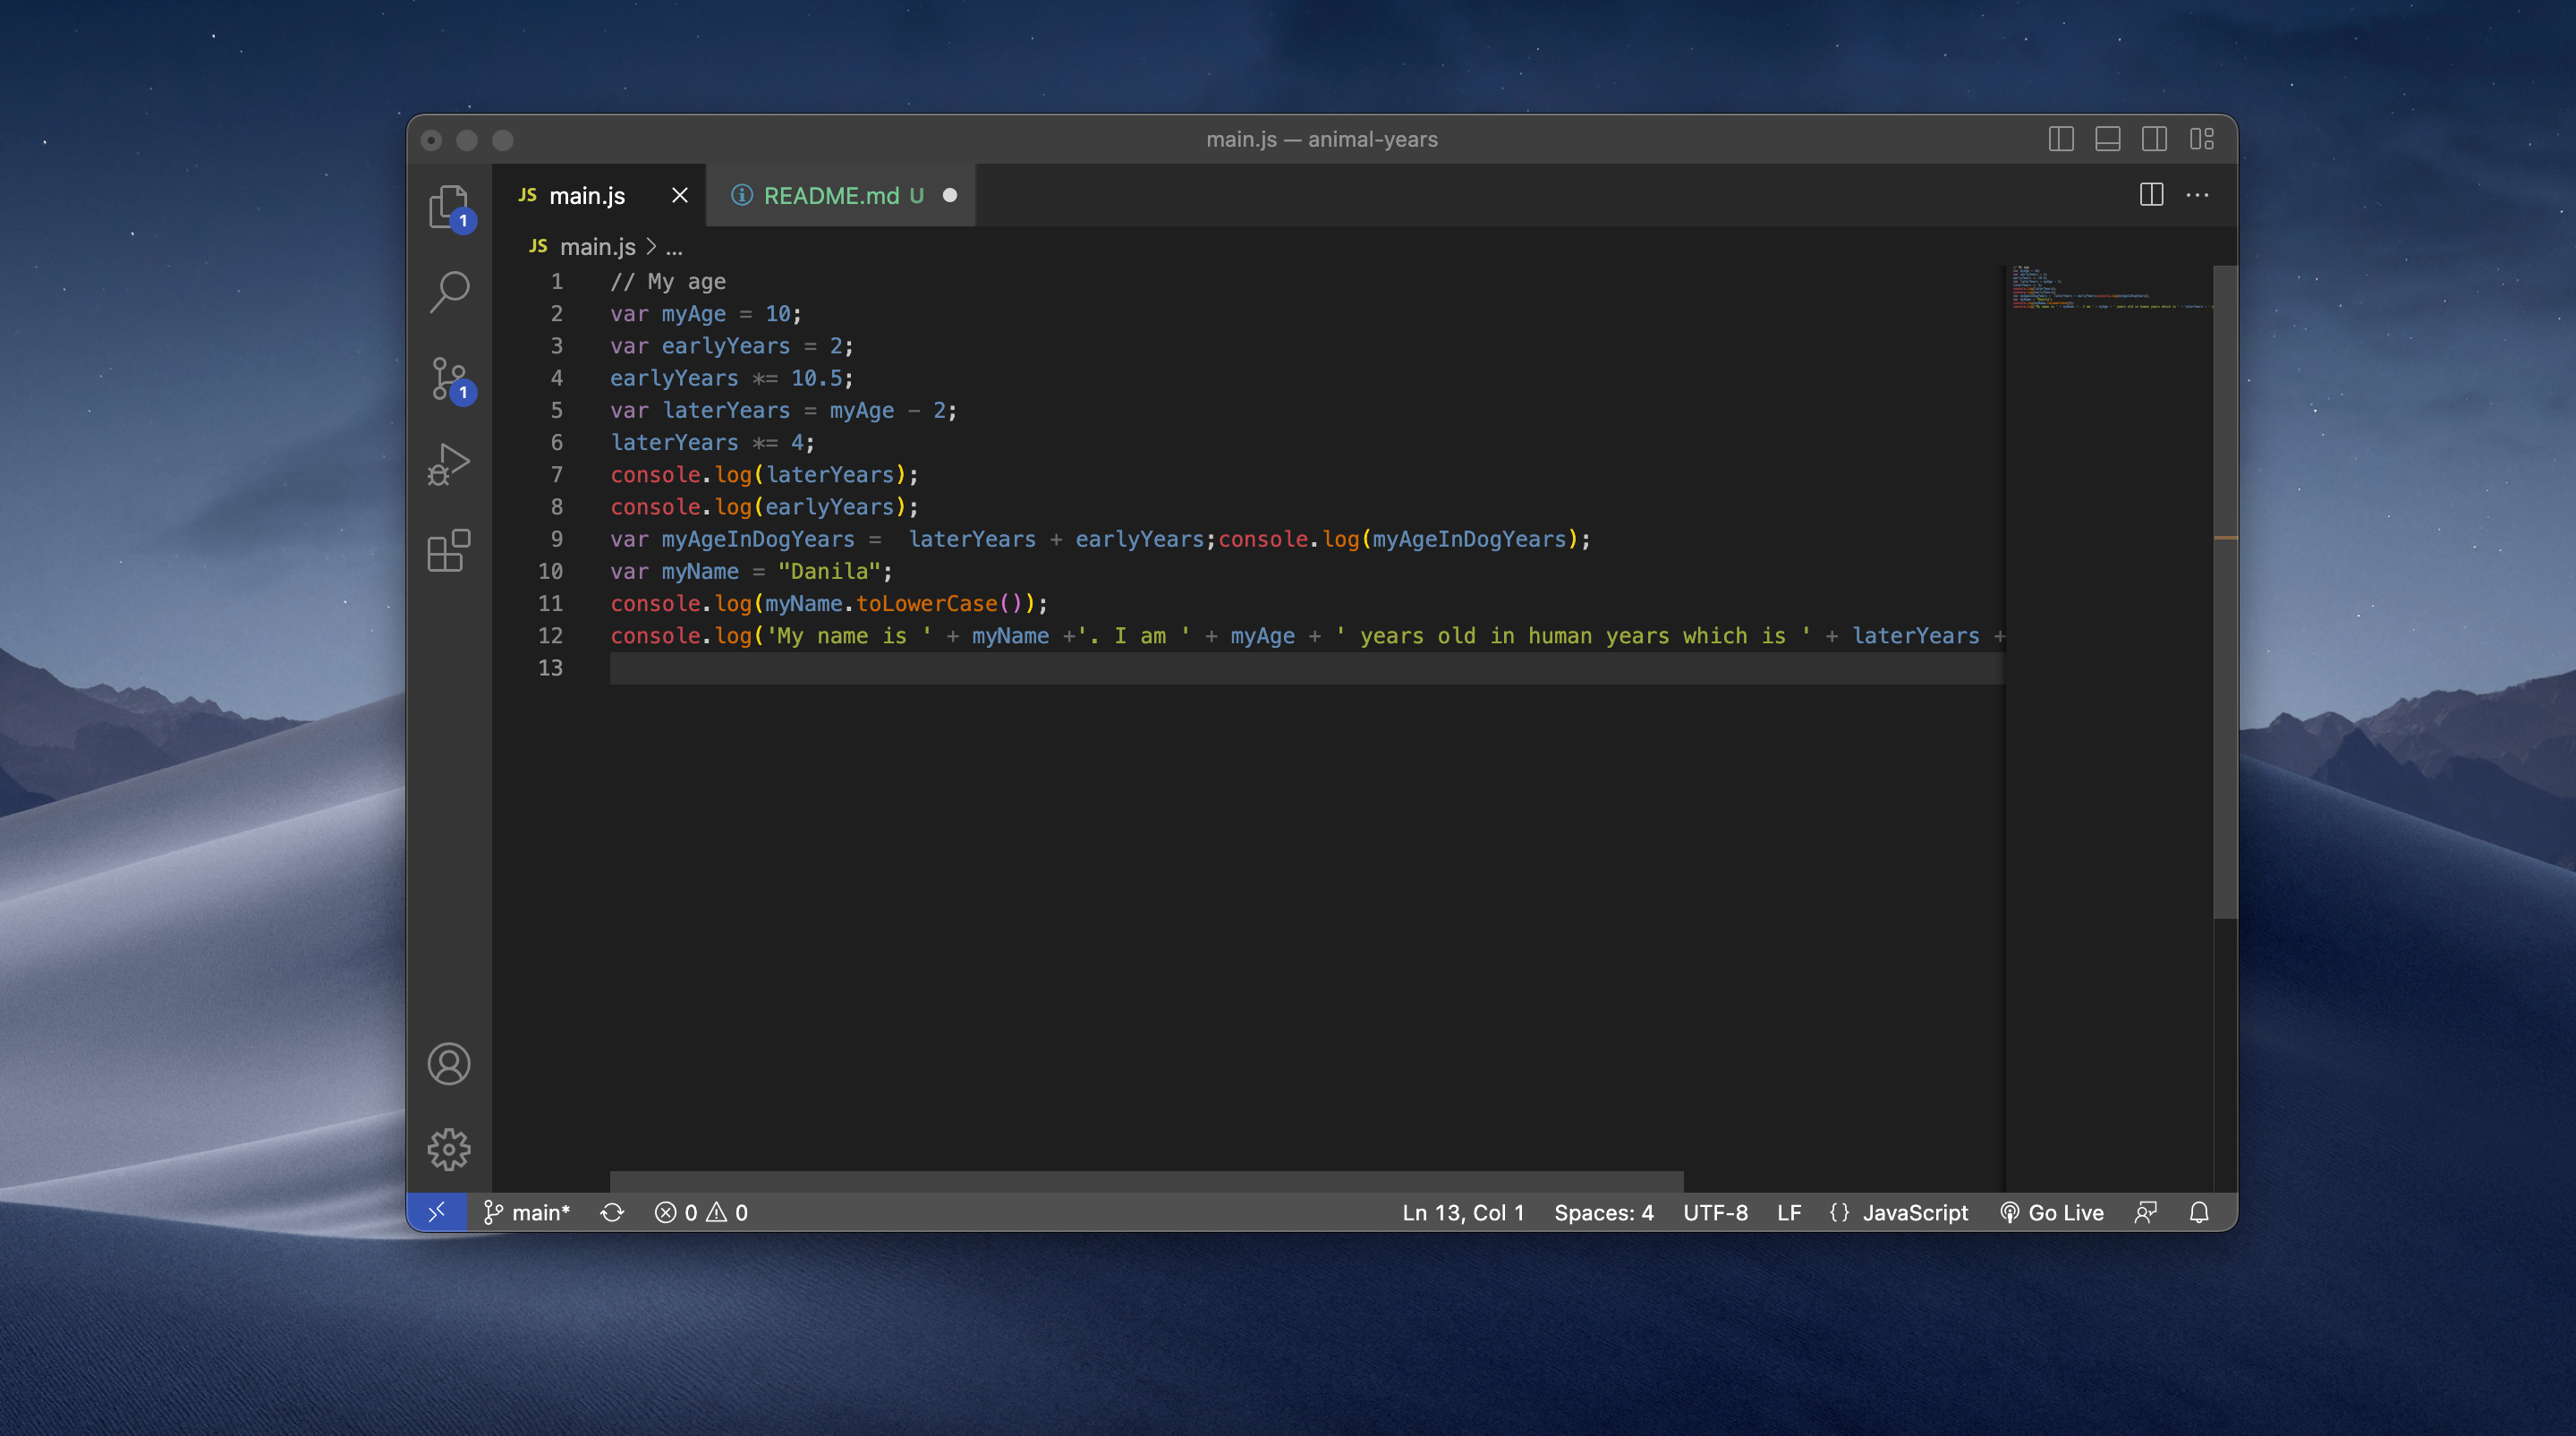 main.js — animal-years
JS main.js
README.md U
JS main.js > ...
1
1
1 // My age
2 var myAge = 10;
3 var earlyYears = 2;
4 earlyYears *= 10.5;
5 var laterYears = myAge - 2;
6 laterYears *= 4;
7 console.log(laterYears);
8 console.log(earlyYears);
9 var myAgeInDogYears =  laterYears + earlyYears;console.log(myAgeInDogYears);
10 var myName = "Danila";
11 console.log(myName.toLowerCase());
12 console.log('My name is ' + myName +'. I am ' + myAge + ' years old in human years which is ' + laterYears +
13
main* 0 0 Ln 13, Col 1 Spaces: 4 UTF-8 LF {} JavaScript Go Live